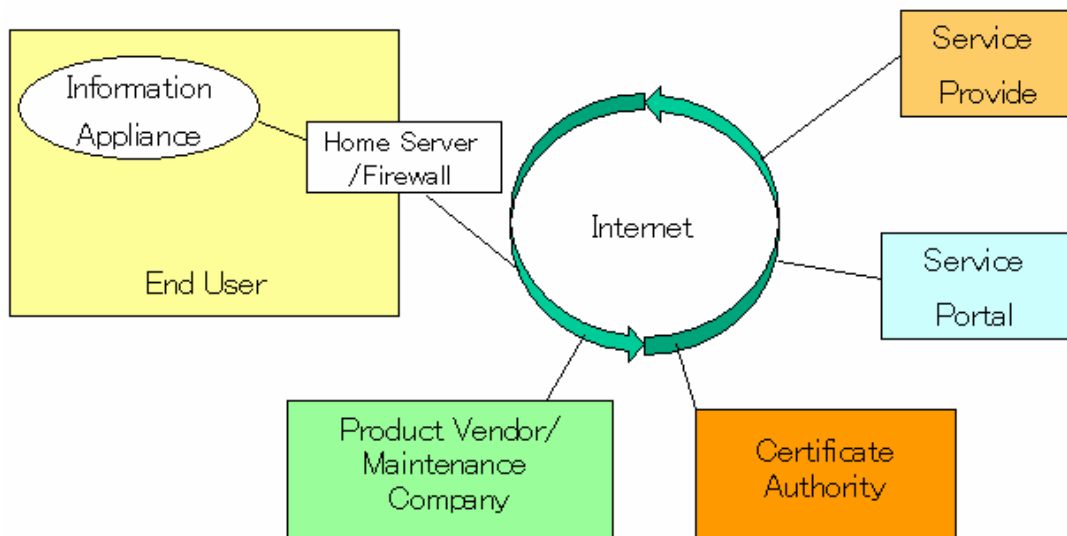 Information
Appliance
Home Server
/Firewall
End User
Internet
Service
Provide
Service
Portal
Product Vendor/
Maintenance
Company
Certificate
Authority